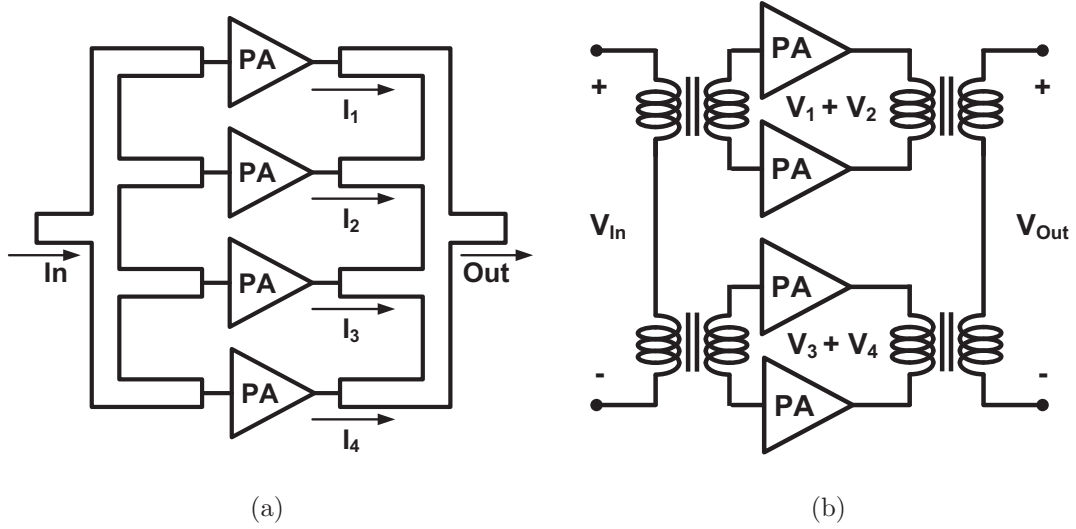 PA
I1
PA
I2
In
Out
PA
I3
PA
I4
(a)
+
PA
+
V1 + V2
PA
VIn
VOut
PA
V3 + V4
-
PA
-
(b)